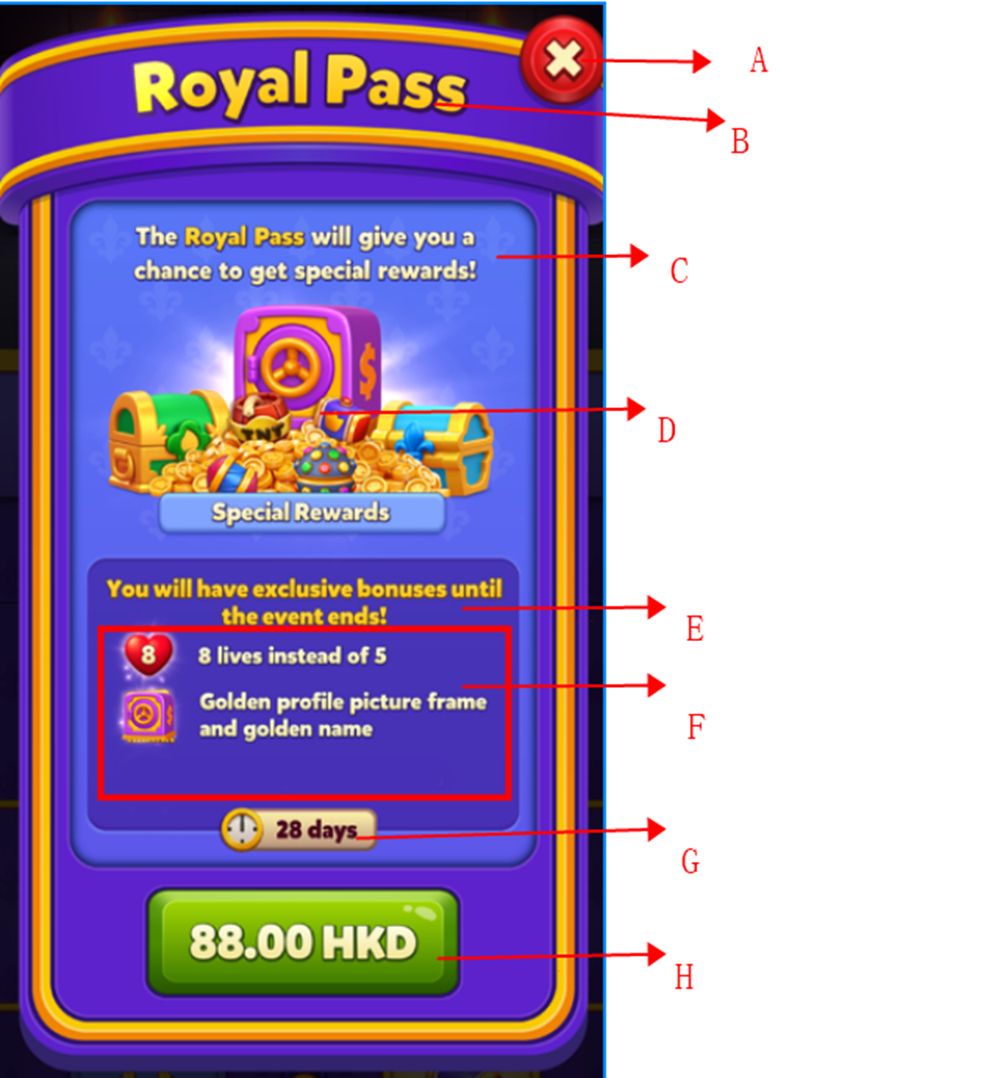 Royal Pass
A
B
The Royal Pass will give you a
chance to get special rewards!
C
$
TNT
D
Special Rewards
You will have exclusive bonuses until
the event ends!
E
8
8 lives instead of 5
Golden profile picture frame
and golden name
$
F
28 days
G
88.00 HKD
H